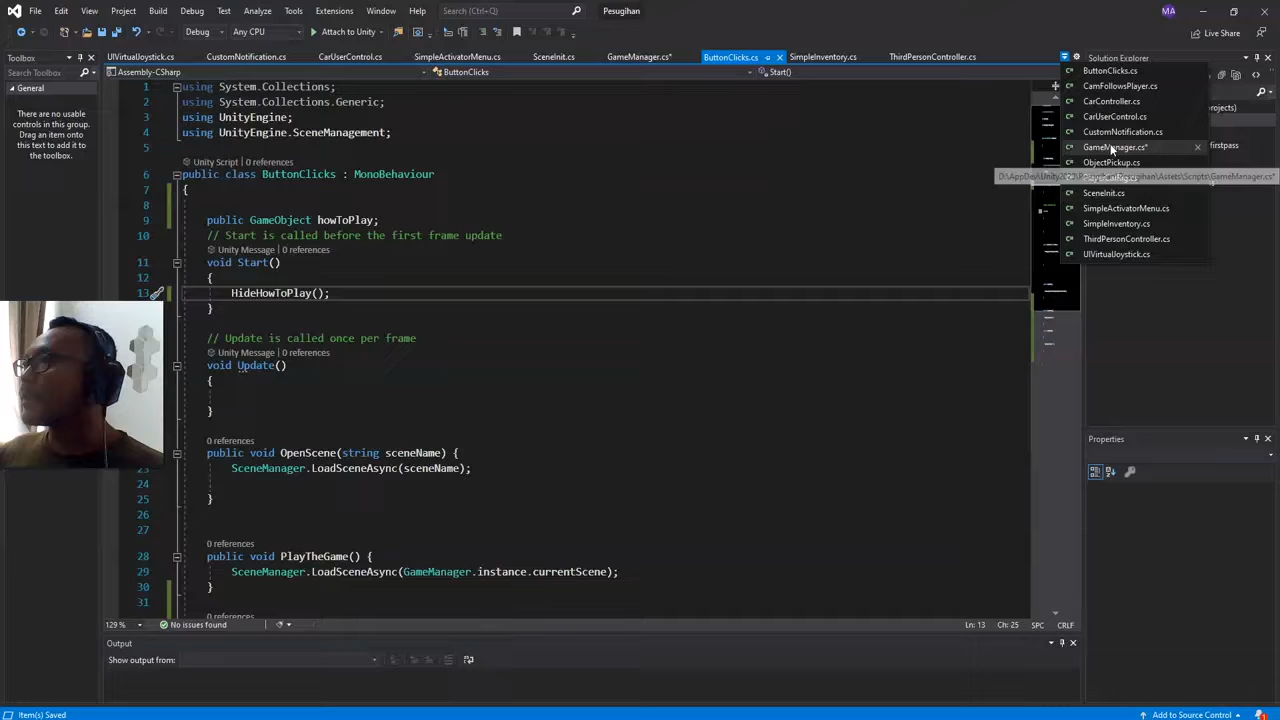 File Edit View Git Project Build Debug Test Analyze Tools Extensions Window Help Search (Ctrl+Q) Pesugihan MA
Debug Any CPU Attach to Unity Live Share
Toolbox
Search Toolbox
General
There are no usable
controls in this group.
Drag an item onto
this text to add it to
the toolbox.
UIVirtualJoystick.cs CustomNotification.cs CarUserControl.cs SimpleActivatorMenu.cs SceneInit.cs GameManager.cs* ButtonClicks.cs SimpleInventory.cs ThirdPersonController.cs
Assembly-CSharp ButtonClicks Start()
1 using System.Collections;
2 using System.Collections.Generic;
3 using UnityEngine;
4 using UnityEngine.SceneManagement;
5
Unity Script | 0 references
6 public class ButtonClicks : MonoBehaviour
7 {
8
9 public GameObject howToPlay;
10 // Start is called before the first frame update
Unity Message | 0 references
11 void Start()
12 {
13 HideHowToPlay();
14 }
// Update is called once per frame
Unity Message | 0 references
void Update()
{
}
0 references
public void OpenScene(string sceneName) {
23 SceneManager.LoadSceneAsync(sceneName);
24
25 }
26
27
0 references
28 public void PlayTheGame() {
29 SceneManager.LoadSceneAsync(GameManager.instance.currentScene);
30 }
31
0 references
129 % No issues found Ln: 13 Ch: 25 SPC CRLF
Output
Show output from:
Solution Explorer
ButtonClicks.cs
CamFollowsPlayer.cs
CarController.cs
CarUserControl.cs
CustomNotification.cs
GameManager.cs*
ObjectPickup.cs
SceneInit.cs
SimpleActivatorMenu.cs
SimpleInventory.cs
ThirdPersonController.cs
UIVirtualJoystick.cs
rojects)
firstpass
Properties
Item(s) Saved Add to Source Control